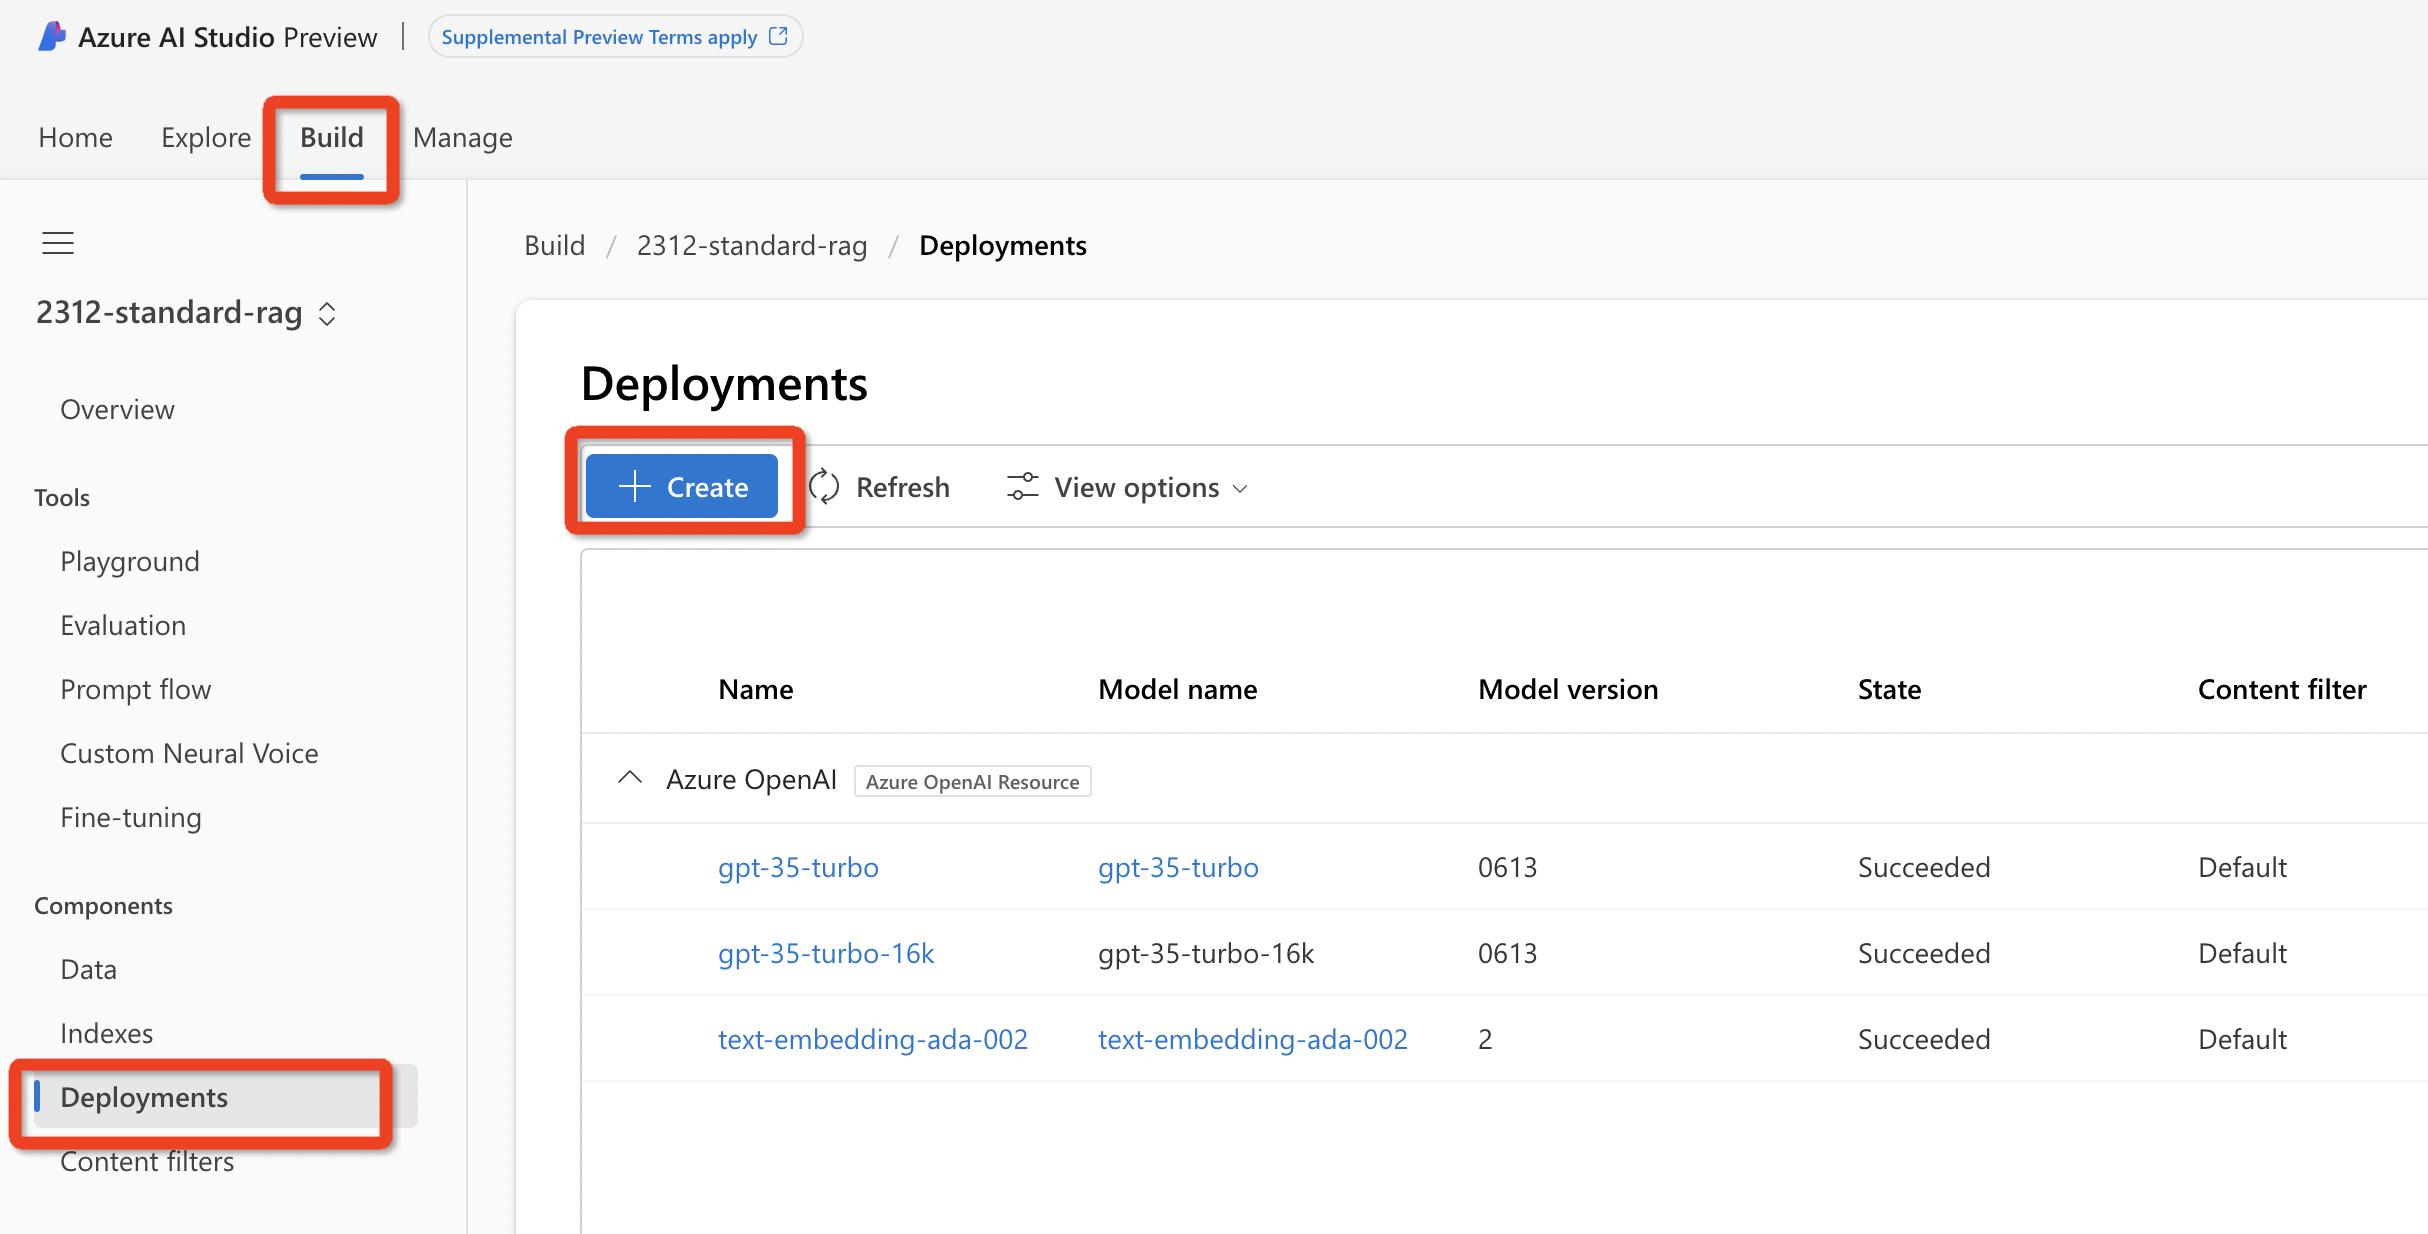 Azure AI Studio Preview | Supplemental Preview Terms apply
Home Explore Build Manage
2312-standard-rag
Overview
Tools
Playground
Evaluation
Prompt flow
Custom Neural Voice
Fine-tuning
Components
Data
Indexes
Deployments
Content filters
Build / 2312-standard-rag / Deployments
Deployments
Create Refresh View options
Name Model name Model version State Content filter
Azure OpenAI Azure OpenAI Resource
gpt-35-turbo gpt-35-turbo 0613 Succeeded Default
gpt-35-turbo-16k gpt-35-turbo-16k 0613 Succeeded Default
text-embedding-ada-002 text-embedding-ada-002 2 Succeeded Default